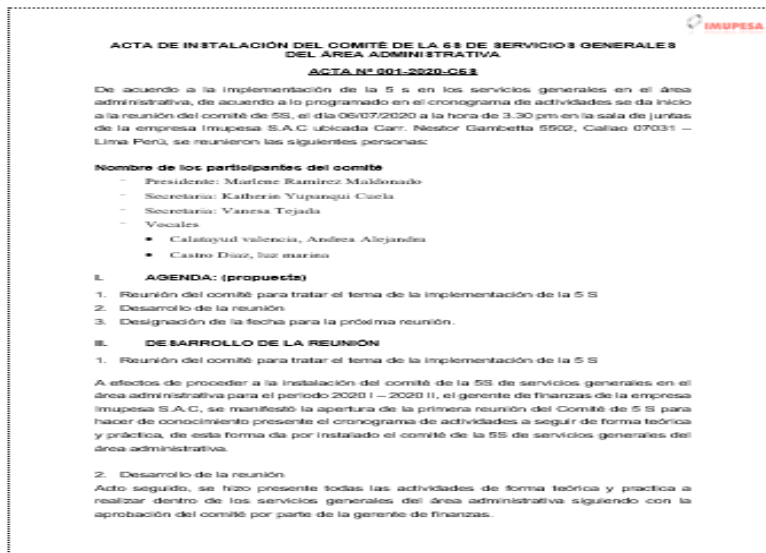 IMUPESA
ACTA DE INSTALACIÓN DEL COMITÉ DE LA 5S DE SERVICIOS GENERALES
DEL ÁREA ADMINISTRATIVA
ACTA Nº 001-2020-C5S
De acuerdo a la implementación de la 5 s en los servicios generales en el área
administrativa, de acuerdo a lo programado en el cronograma de actividades se da inicio
a la reunión del comité de 5S, el día 06/07/2020 a la hora de 3.30 pm en la sala de juntas
de la empresa Imupesa S.A.C ubicada Carr. Nestor Gambetta 5502, Callao 07031 –
Lima Perú, se reunieron las siguientes personas:
Nombre de los participantes del comité
- Presidente: Marlene Ramirez Maldonado
- Secretaria: Katherin Yupanqui Cuela
- Secretaria: Vanesa Tejada
- Vocales
• Calatayud valencia, Andrea Alejandra
• Castro Diaz, luz marina
I. AGENDA: (propuesta)
1. Reunión del comité para tratar el tema de la implementación de la 5 S
2. Desarrollo de la reunión
3. Designación de la fecha para la próxima reunión.
II. DESARROLLO DE LA REUNIÓN
1. Reunión del comité para tratar el tema de la implementación de la 5 S
A efectos de proceder a la instalación del comité de la 5S de servicios generales en el
área administrativa para el periodo 2020 I – 2020 II, el gerente de finanzas de la empresa
Imupesa S.A.C, se manifestó la apertura de la primera reunión del Comité de 5 S para
hacer de conocimiento presente el cronograma de actividades a seguir de forma teórica
y práctica, de esta forma da por instalado el comité de la 5S de servicios generales del
área administrativa.
2. Desarrollo de la reunión
Acto seguido, se hizo presente todas las actividades de forma teórica y practica a
realizar dentro de los servicios generales del área administrativa siguiendo con la
aprobación del comité por parte de la gerente de finanzas.